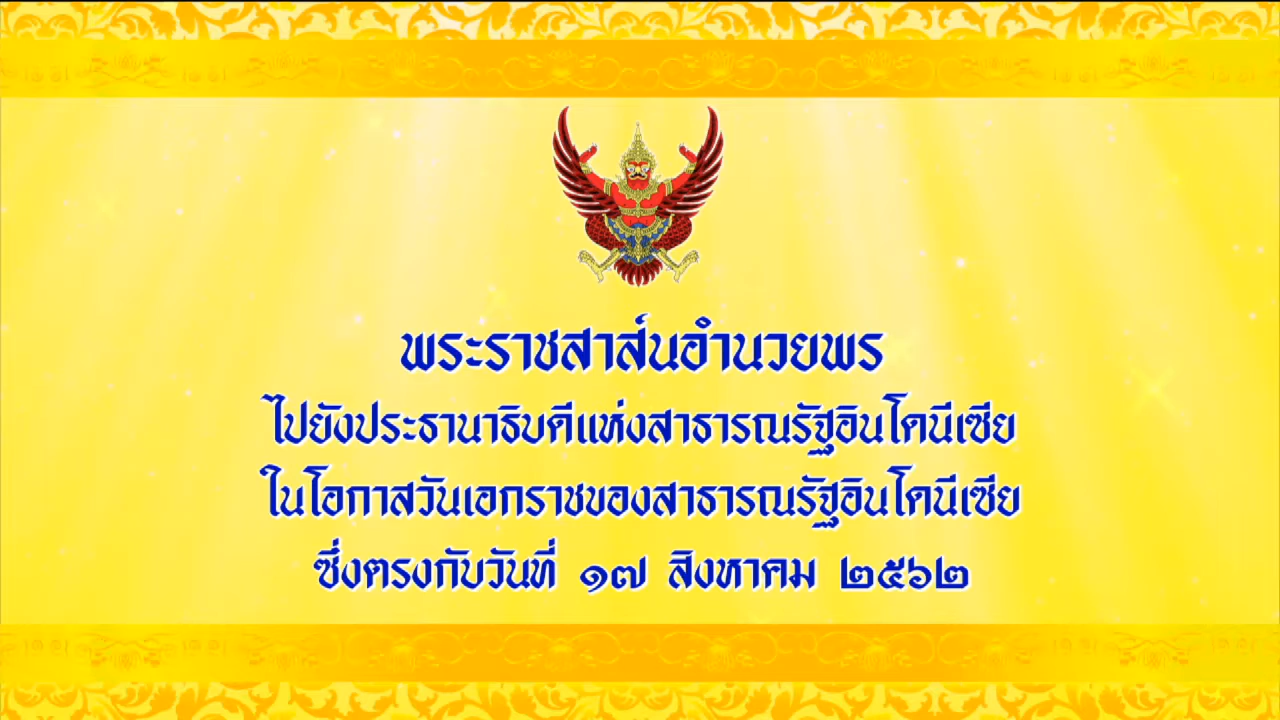 พระราชสาส์นอำนวยพร
ไปยังประธานาธิบดีแห่งสาธารณรัฐอินโดนีเซีย
ในโอกาสวันเอกราชของสาธารณรัฐอินโดนีเซีย
ซึ่งตรงกับวันที่ ๑๗ สิงหาคม ๒๕๖๒